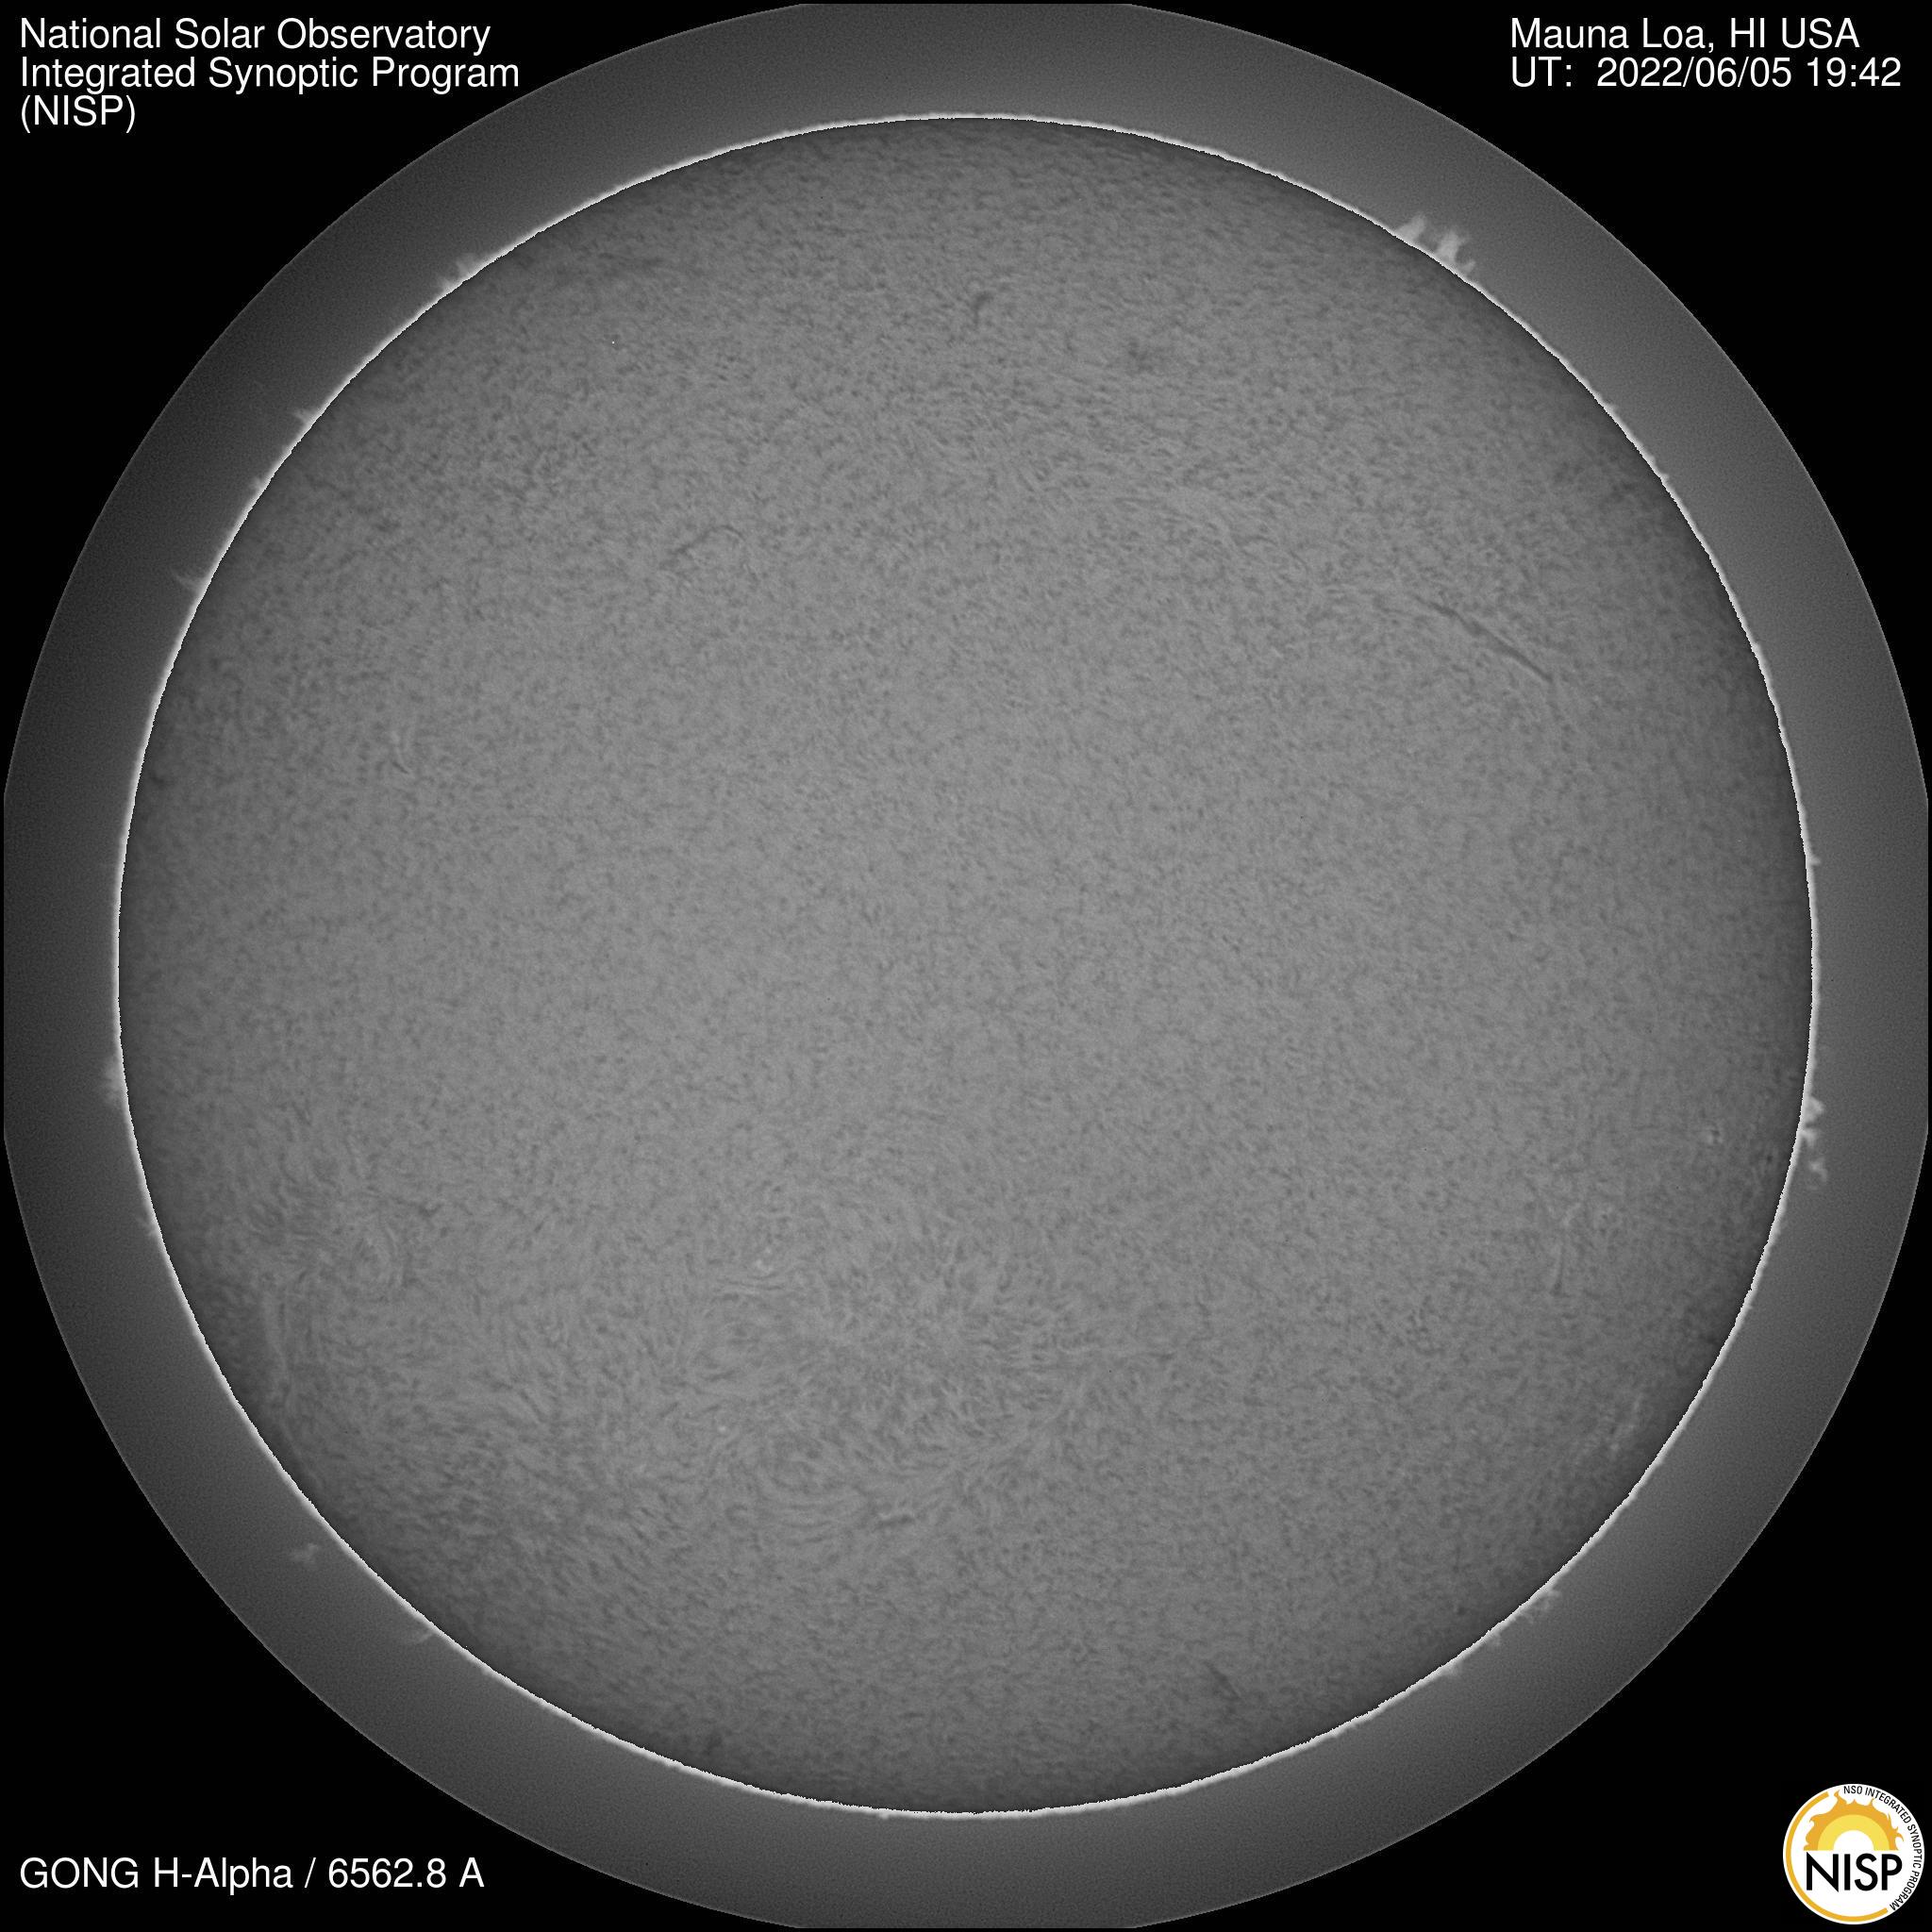 National Solar Observatory
Integrated Synoptic Program
(NISP)
Mauna Loa, HI USA
UT: 2022/06/05 19:42
GONG H-Alpha / 6562.8 A
NSO INTEGRATED SYNOPTIC PROGRAM
NISP